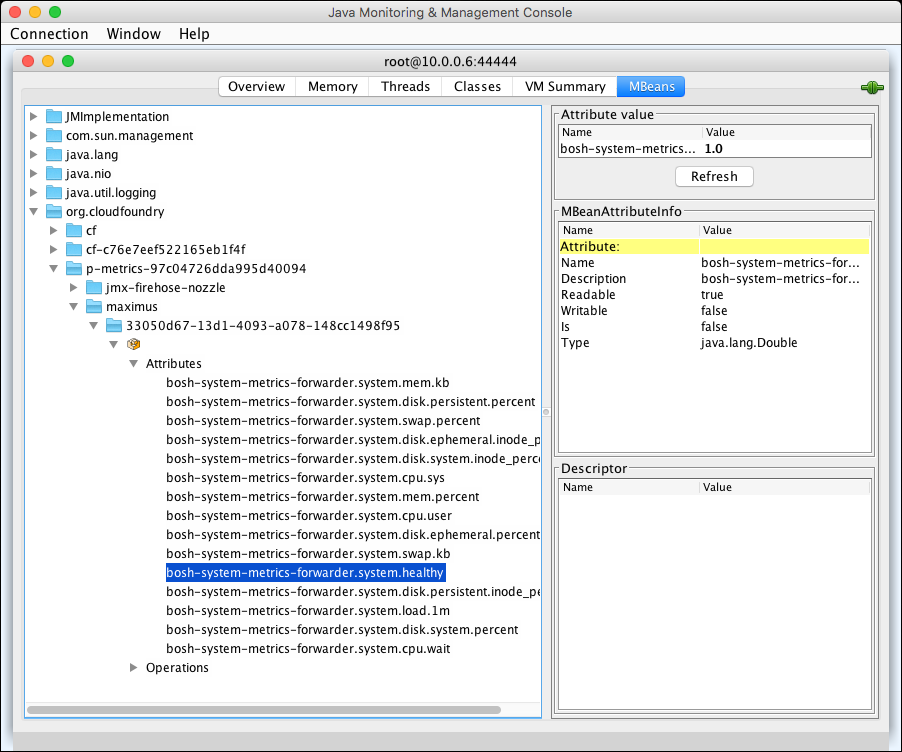 Java Monitoring & Management Console
Connection Window Help
root@10.0.0.6:44444
Overview Memory Threads Classes VM Summary MBeans
JMImplementation
com.sun.management
java.lang
java.nio
java.util.logging
org.cloudfoundry
cf
cf-c76e7eef522165eb1f4f
p-metrics-97c04726dda995d40094
jmx-firehose-nozzle
maximus
33050d67-13d1-4093-a078-148cc1498f95
Attributes
bosh-system-metrics-forwarder.system.mem.kb
bosh-system-metrics-forwarder.system.disk.persistent.percent
bosh-system-metrics-forwarder.system.swap.percent
bosh-system-metrics-forwarder.system.disk.ephemeral.inode_p
bosh-system-metrics-forwarder.system.disk.system.inode_perc
bosh-system-metrics-forwarder.system.cpu.sys
bosh-system-metrics-forwarder.system.mem.percent
bosh-system-metrics-forwarder.system.cpu.user
bosh-system-metrics-forwarder.system.disk.ephemeral.percent
bosh-system-metrics-forwarder.system.swap.kb
bosh-system-metrics-forwarder.system.healthy
bosh-system-metrics-forwarder.system.disk.persistent.inode_pe
bosh-system-metrics-forwarder.system.load.1m
bosh-system-metrics-forwarder.system.disk.system.percent
bosh-system-metrics-forwarder.system.cpu.wait
Operations
Attribute value
Name Value
bosh-system-metrics... 1.0
Refresh
MBeanAttributeInfo
Name Value
Attribute:
Name bosh-system-metrics-for...
Description bosh-system-metrics-for...
Readable true
Writable false
Is false
Type java.lang.Double
Descriptor
Name Value